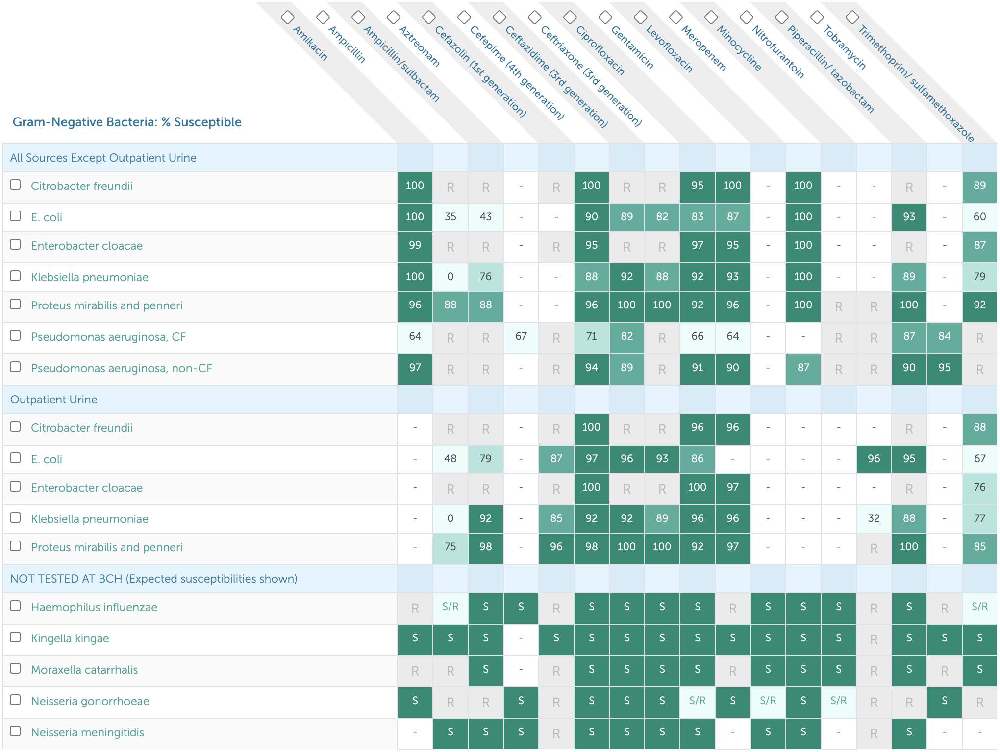 Amikacin
Ampicillin
Ampicillin/sulbactam
Aztreonam
Cefazolin (1st generation)
Cefepime (4th generation)
Ceftazidime (3rd generation)
Ceftriaxone (3rd generation)
Ciprofloxacin
Gentamicin
Levofloxacin
Meropenem
Minocycline
Nitrofurantoin
Piperacillin/ tazobactam
Tobramycin
Trimethoprim/ sulfamethoxazole
Gram-Negative Bacteria: % Susceptible
All Sources Except Outpatient Urine
Citrobacter freundii 100 R R - R 100 R R 95 100 - 100 - - R - 89
E. coli 100 35 43 - - 90 89 82 83 87 - 100 - - 93 - 60
Enterobacter cloacae 99 R R - R 95 R R 97 95 - 100 - - R - 87
Klebsiella pneumoniae 100 0 76 - - 88 92 88 92 93 - 100 - - 89 - 79
Proteus mirabilis and penneri 96 88 88 - - 96 100 100 92 96 - 100 R R 100 - 92
Pseudomonas aeruginosa, CF 64 R R 67 R 71 82 R 66 64 - - R R 87 84 R
Pseudomonas aeruginosa, non-CF 97 R R - R 94 89 R 91 90 - 87 R R 90 95 R
Outpatient Urine
Citrobacter freundii - R R - R 100 R R 96 96 - - - - R - 88
E. coli - 48 79 - 87 97 96 93 86 - - - - 96 95 - 67
Enterobacter cloacae - R R - R 100 R R 100 97 - - - - R - 76
Klebsiella pneumoniae - 0 92 - 85 92 92 89 96 96 - - - 32 88 - 77
Proteus mirabilis and penneri - 75 98 - 96 98 100 100 92 97 - - - R 100 - 85
NOT TESTED AT BCH (Expected susceptibilities shown)
Haemophilus influenzae R S/R S S R S S S S R S S S R S R S/R
Kingella kingae S S S - S S S S S S S S S R S S S
Moraxella catarrhalis R R S - R S S S S R S S S R S R S
Neisseria gonorrhoeae S R R S R S S S S/R S S/R S S/R R R S R
Neisseria meningitidis - S S S R S S S S - S S - R S - -